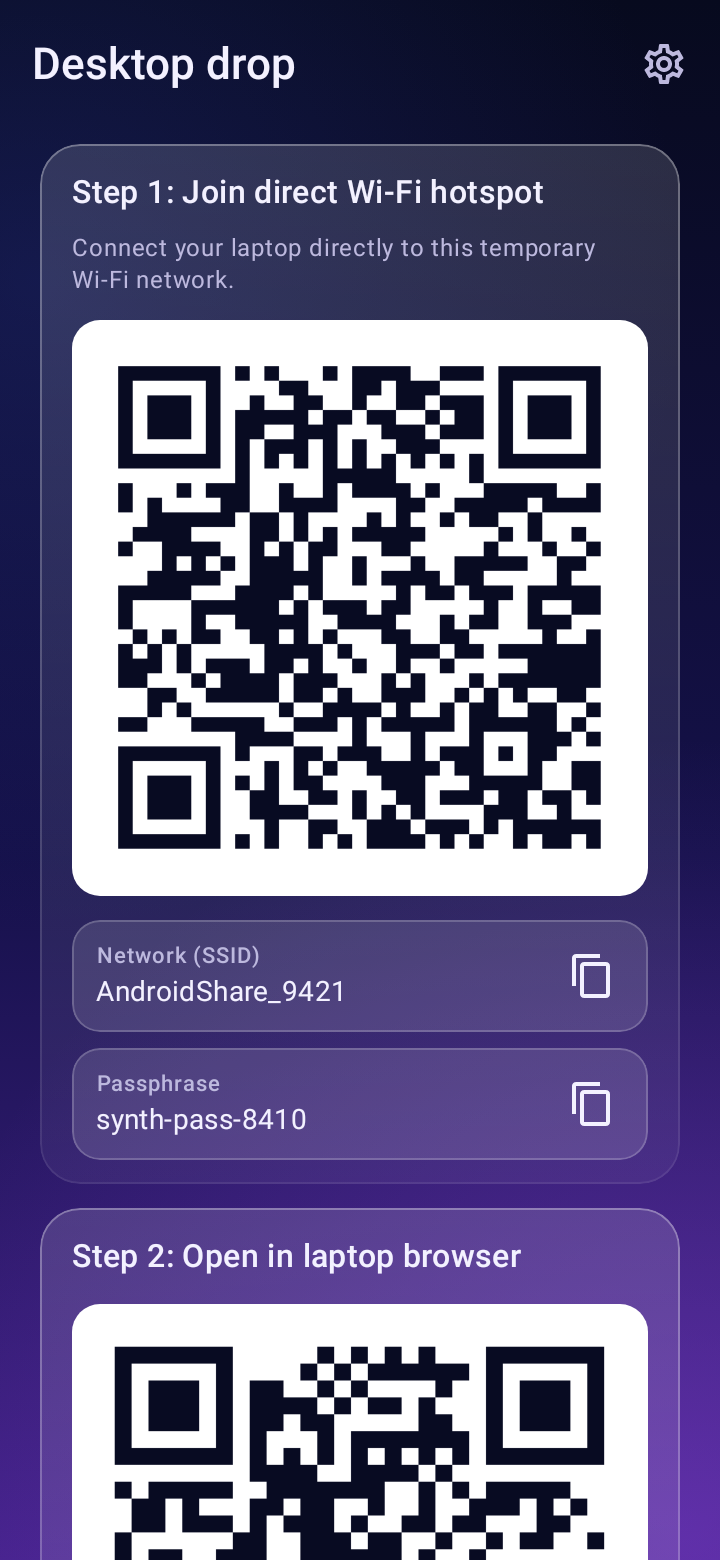 Desktop drop
Step 1: Join direct Wi-Fi hotspot
Connect your laptop directly to this temporary
Wi-Fi network.
Network (SSID)
AndroidShare_9421
Passphrase
synth-pass-8410
Step 2: Open in laptop browser